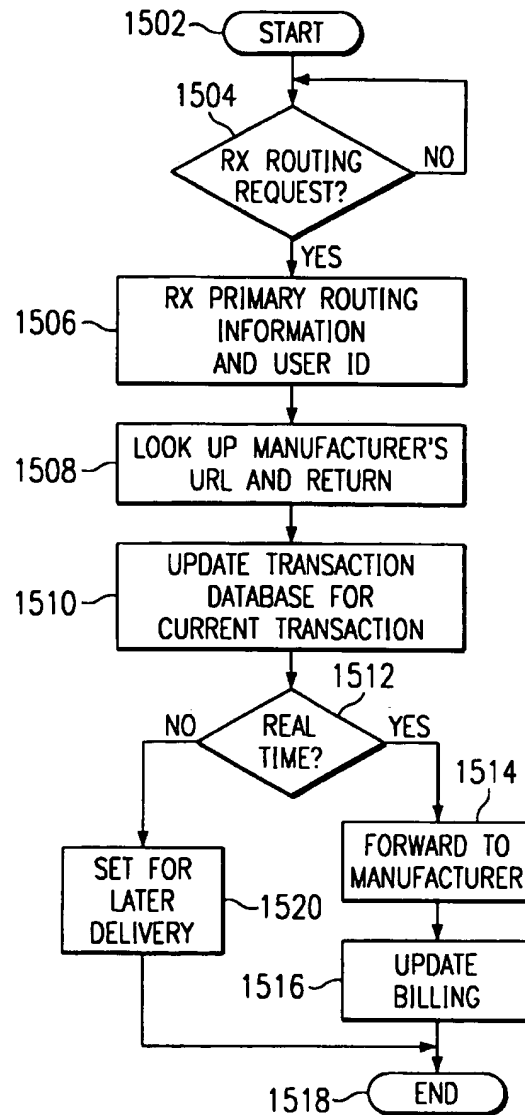 1502
START
1504
RX ROUTING
REQUEST?
NO
YES
1506
RX PRIMARY ROUTING
INFORMATION
AND USER ID
1508
LOOK UP MANUFACTURER'S
URL AND RETURN
1510
UPDATE TRANSACTION
DATABASE FOR
CURRENT TRANSACTION
1512
NO
REAL
TIME?
YES
1514
SET FOR
LATER
DELIVERY
1520
FORWARD TO
MANUFACTURER
1516
UPDATE
BILLING
1518
END